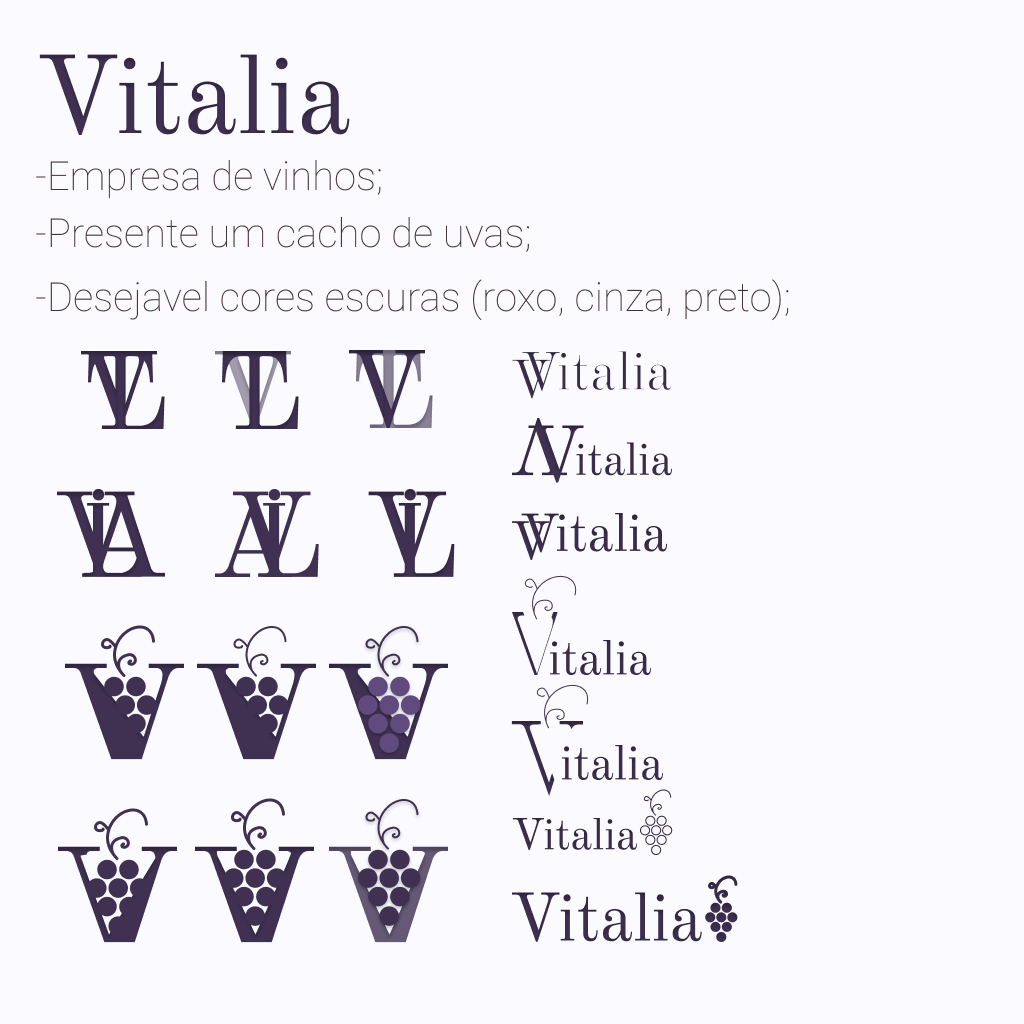 Vitalia
-Empresa de vinhos;
-Presente um cacho de uvas;
-Desejavel cores escuras (roxo, cinza, preto);
Vitalia
Vitalia
Vitalia
Vitalia
Vitalia
Vitalia
Vitalia
V V V
V V V